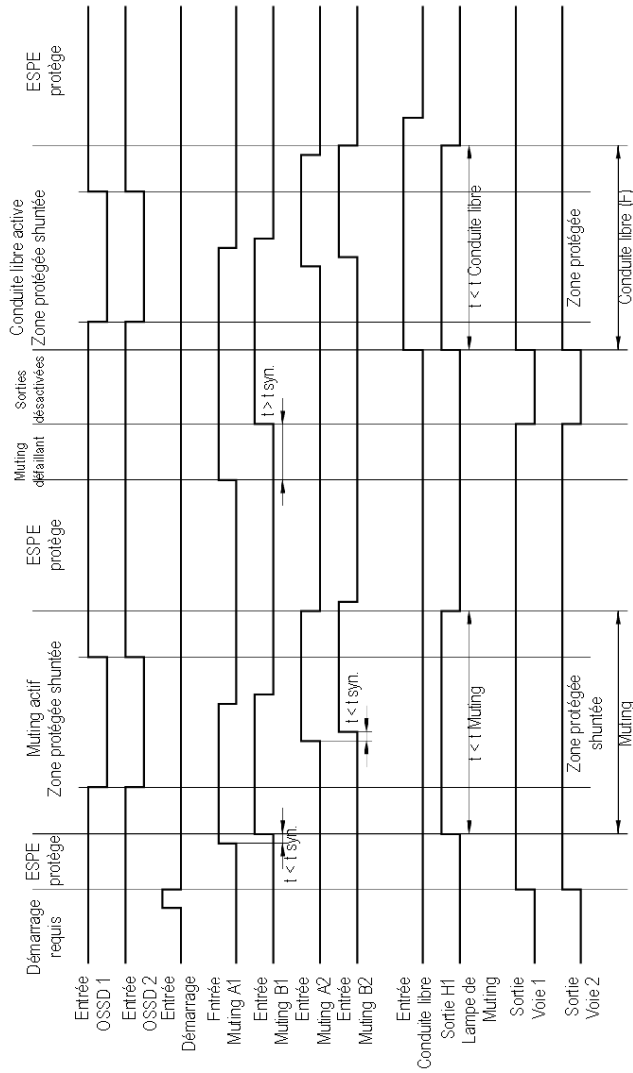 Démarrage
requis
ESPE
protège
Muting actif
Zone protégée shuntée
ESPE
protège
Muting
défaillant
Sorties
désactivées
Conduite libre active
Zone protégée shuntée
ESPE
protège
Entrée
OSSD 1
Entrée
OSSD 2
Entrée
Démarrage
Entrée
Muting A1
Entrée
Muting B1
t < t syn.
t > t syn.
Entrée
Muting A2
Entrée
Muting B2
t < t syn.
Entrée
Conduite libre
Sortie H1
Lampe de
Muting
t < t Muting
t < t Conduite libre
Sortie
Voie 1
Sortie
Voie 2
Zone protégée
shuntée
Zone protégée
Muting
Conduite libre (F)